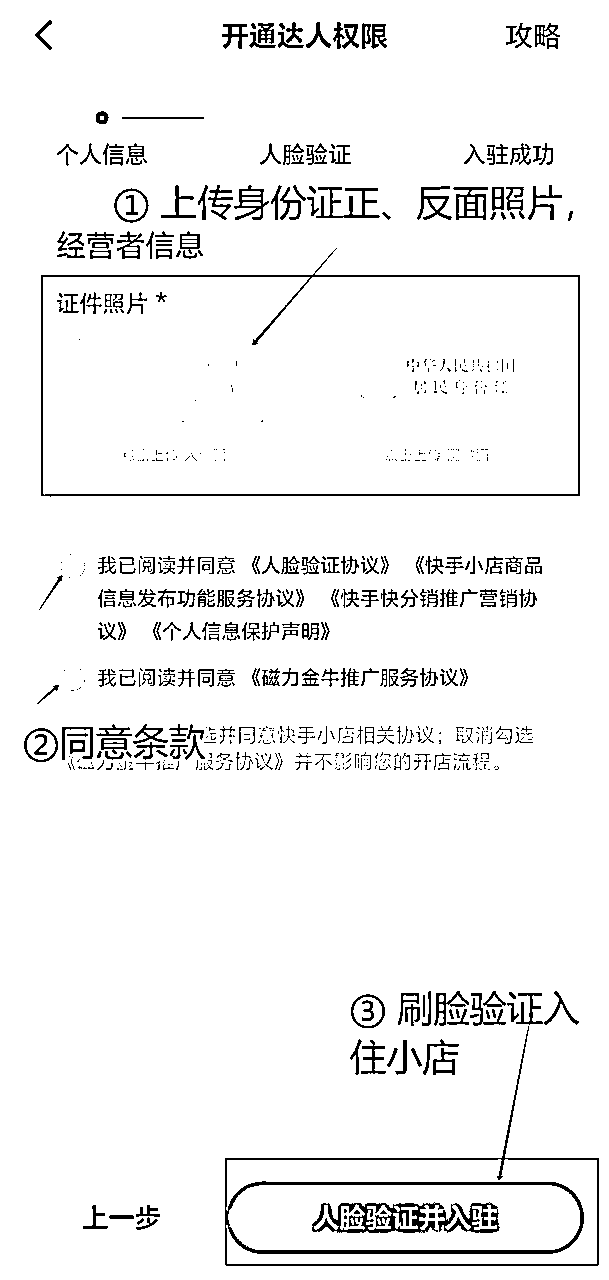 开通达人权限 攻略
个人信息 人脸验证 入驻成功
① 上传身份证正、反面照片，
经营者信息
证件照片 *
中华人民共和国
居民身份证
我已阅读并同意 《人脸验证协议》 《快手小店商品
信息发布功能服务协议》 《快手快分销推广营销协
议》 《个人信息保护声明》
我已阅读并同意 《磁力金牛推广服务协议》
②同意条款
选并同意快手小店相关协议；取消勾选
《磁力金牛推广服务协议》并不影响您的开店流程。
③ 刷脸验证入
住小店
上一步 人脸验证并入驻